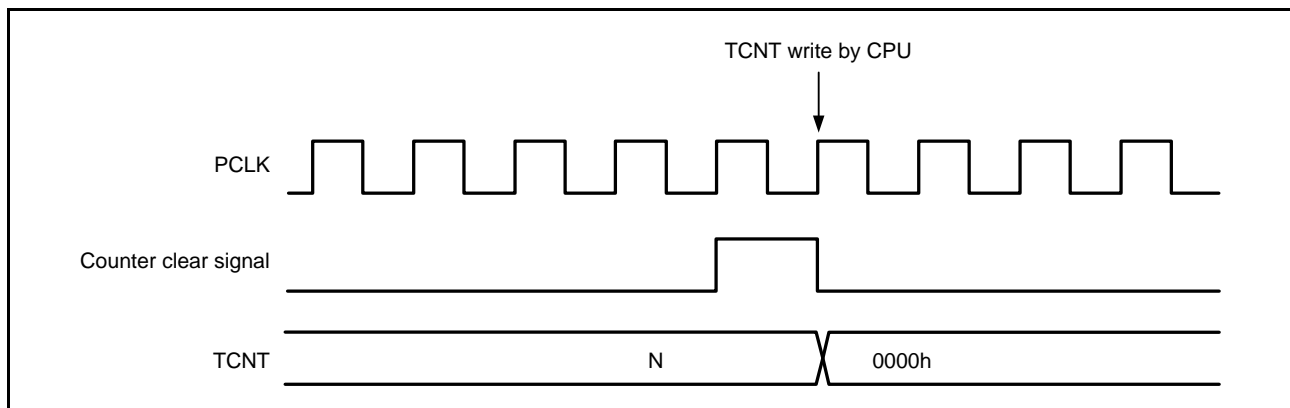 TCNT write by CPU
PCLK
Counter clear signal
TCNT N 0000h